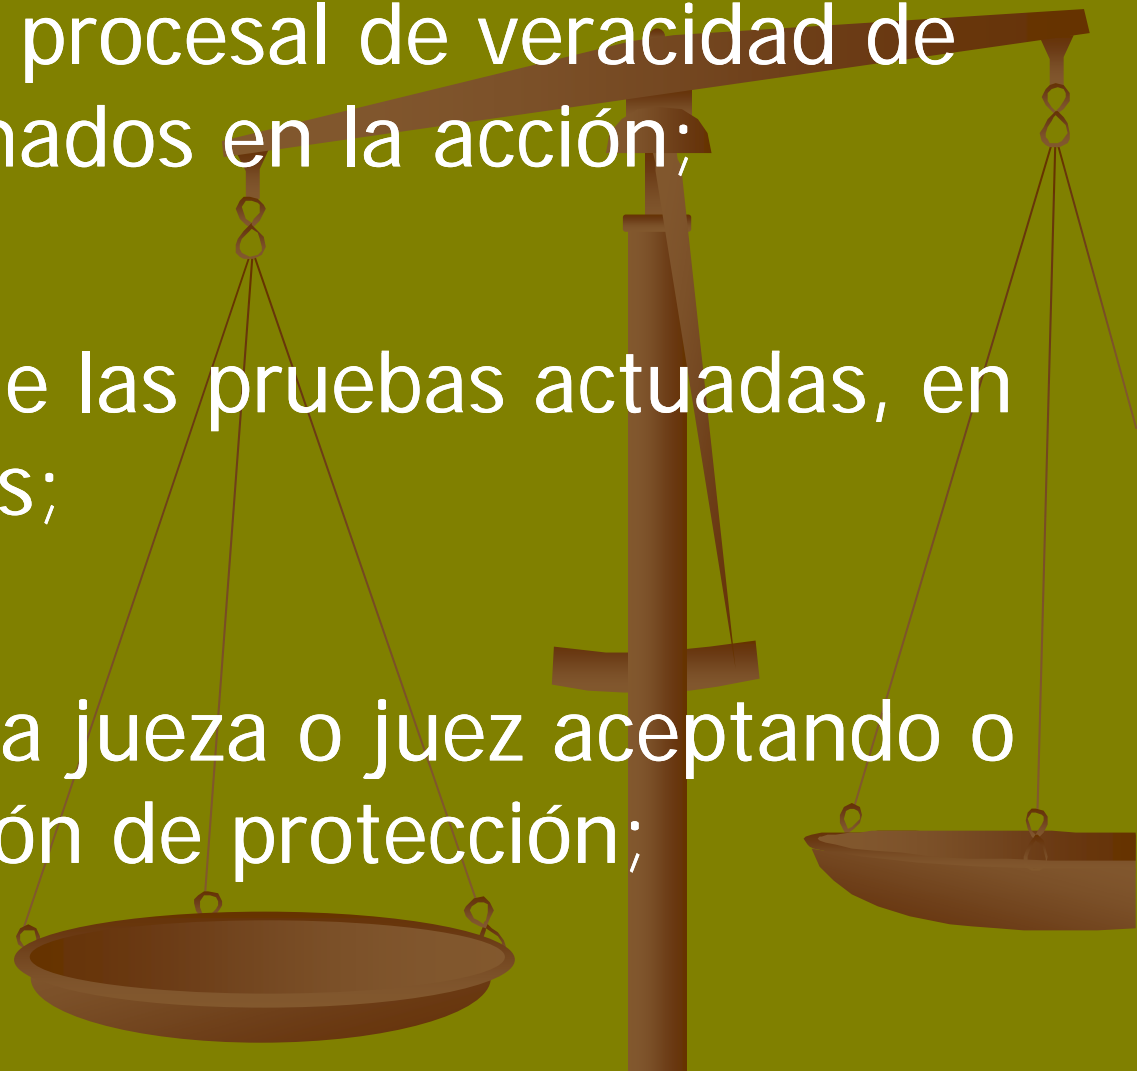 procesal de veracidad de
nados en la acción;
e las pruebas actuadas, en
s;
a jueza o juez aceptando o
ón de protección;